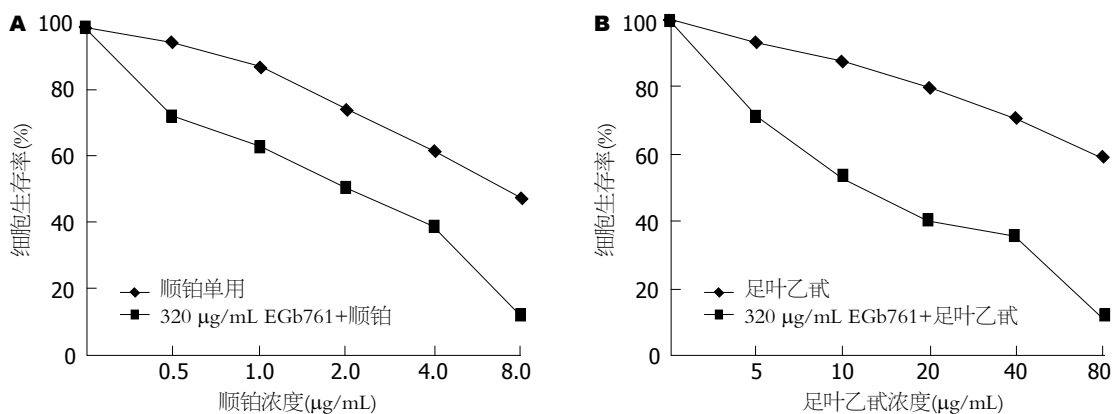 A
100
80
60
40
20
0
细胞生存率(%)
顺铂单用
320 μg/mL EGb761+顺铂
0.5 1.0 2.0 4.0 8.0
顺铂浓度(μg/mL)
B
100
80
60
40
20
0
细胞生存率(%)
足叶乙甙
320 μg/mL EGb761+足叶乙甙
5 10 20 40 80
足叶乙甙浓度(μg/mL)